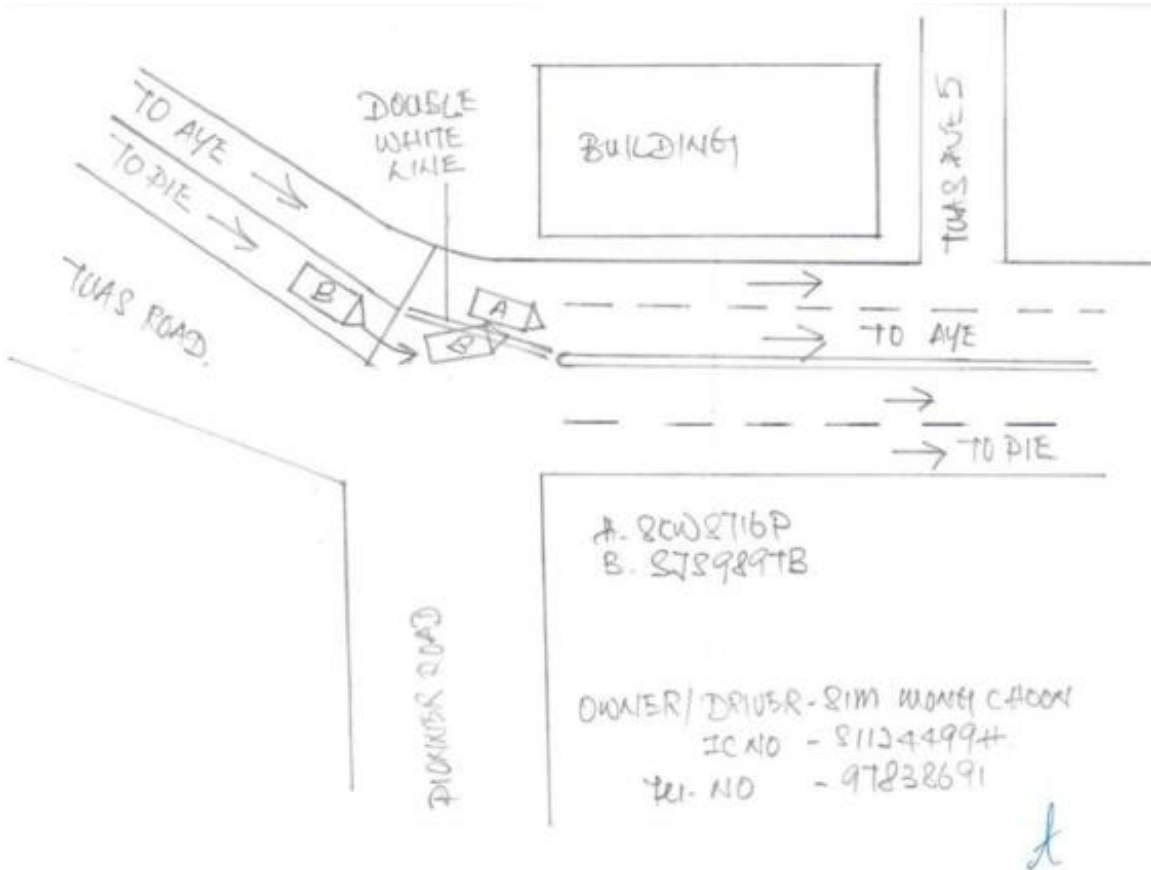 TO AYE
TO PIE
TUAS ROAD.
DOUBLE
WHITE
LINE
BUILDING
TUAS AVE 5
B
A
B
TO AYE
TO PIE
A. SCW8716P
B. SJS9897B
PIONEER ROAD
OWNER/DRIVER - SIM WONG CHOON
IC NO - S1124499H
Tel. NO - 97838691